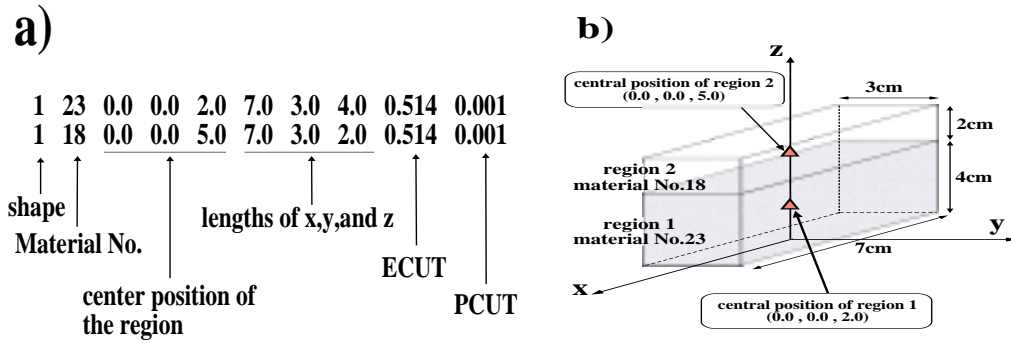 a)
1 23 0.0 0.0 2.0 7.0 3.0 4.0 0.514 0.001
1 18 0.0 0.0 5.0 7.0 3.0 2.0 0.514 0.001
shape
Material No.
center position of
the region
lengths of x,y,and z
ECUT
PCUT
b)
z
central position of region 2
(0.0 , 0.0 , 5.0)
3cm
2cm
region 2
material No.18
4cm
region 1
material No.23
y
7cm
x
central position of region 1
(0.0 , 0.0 , 2.0)